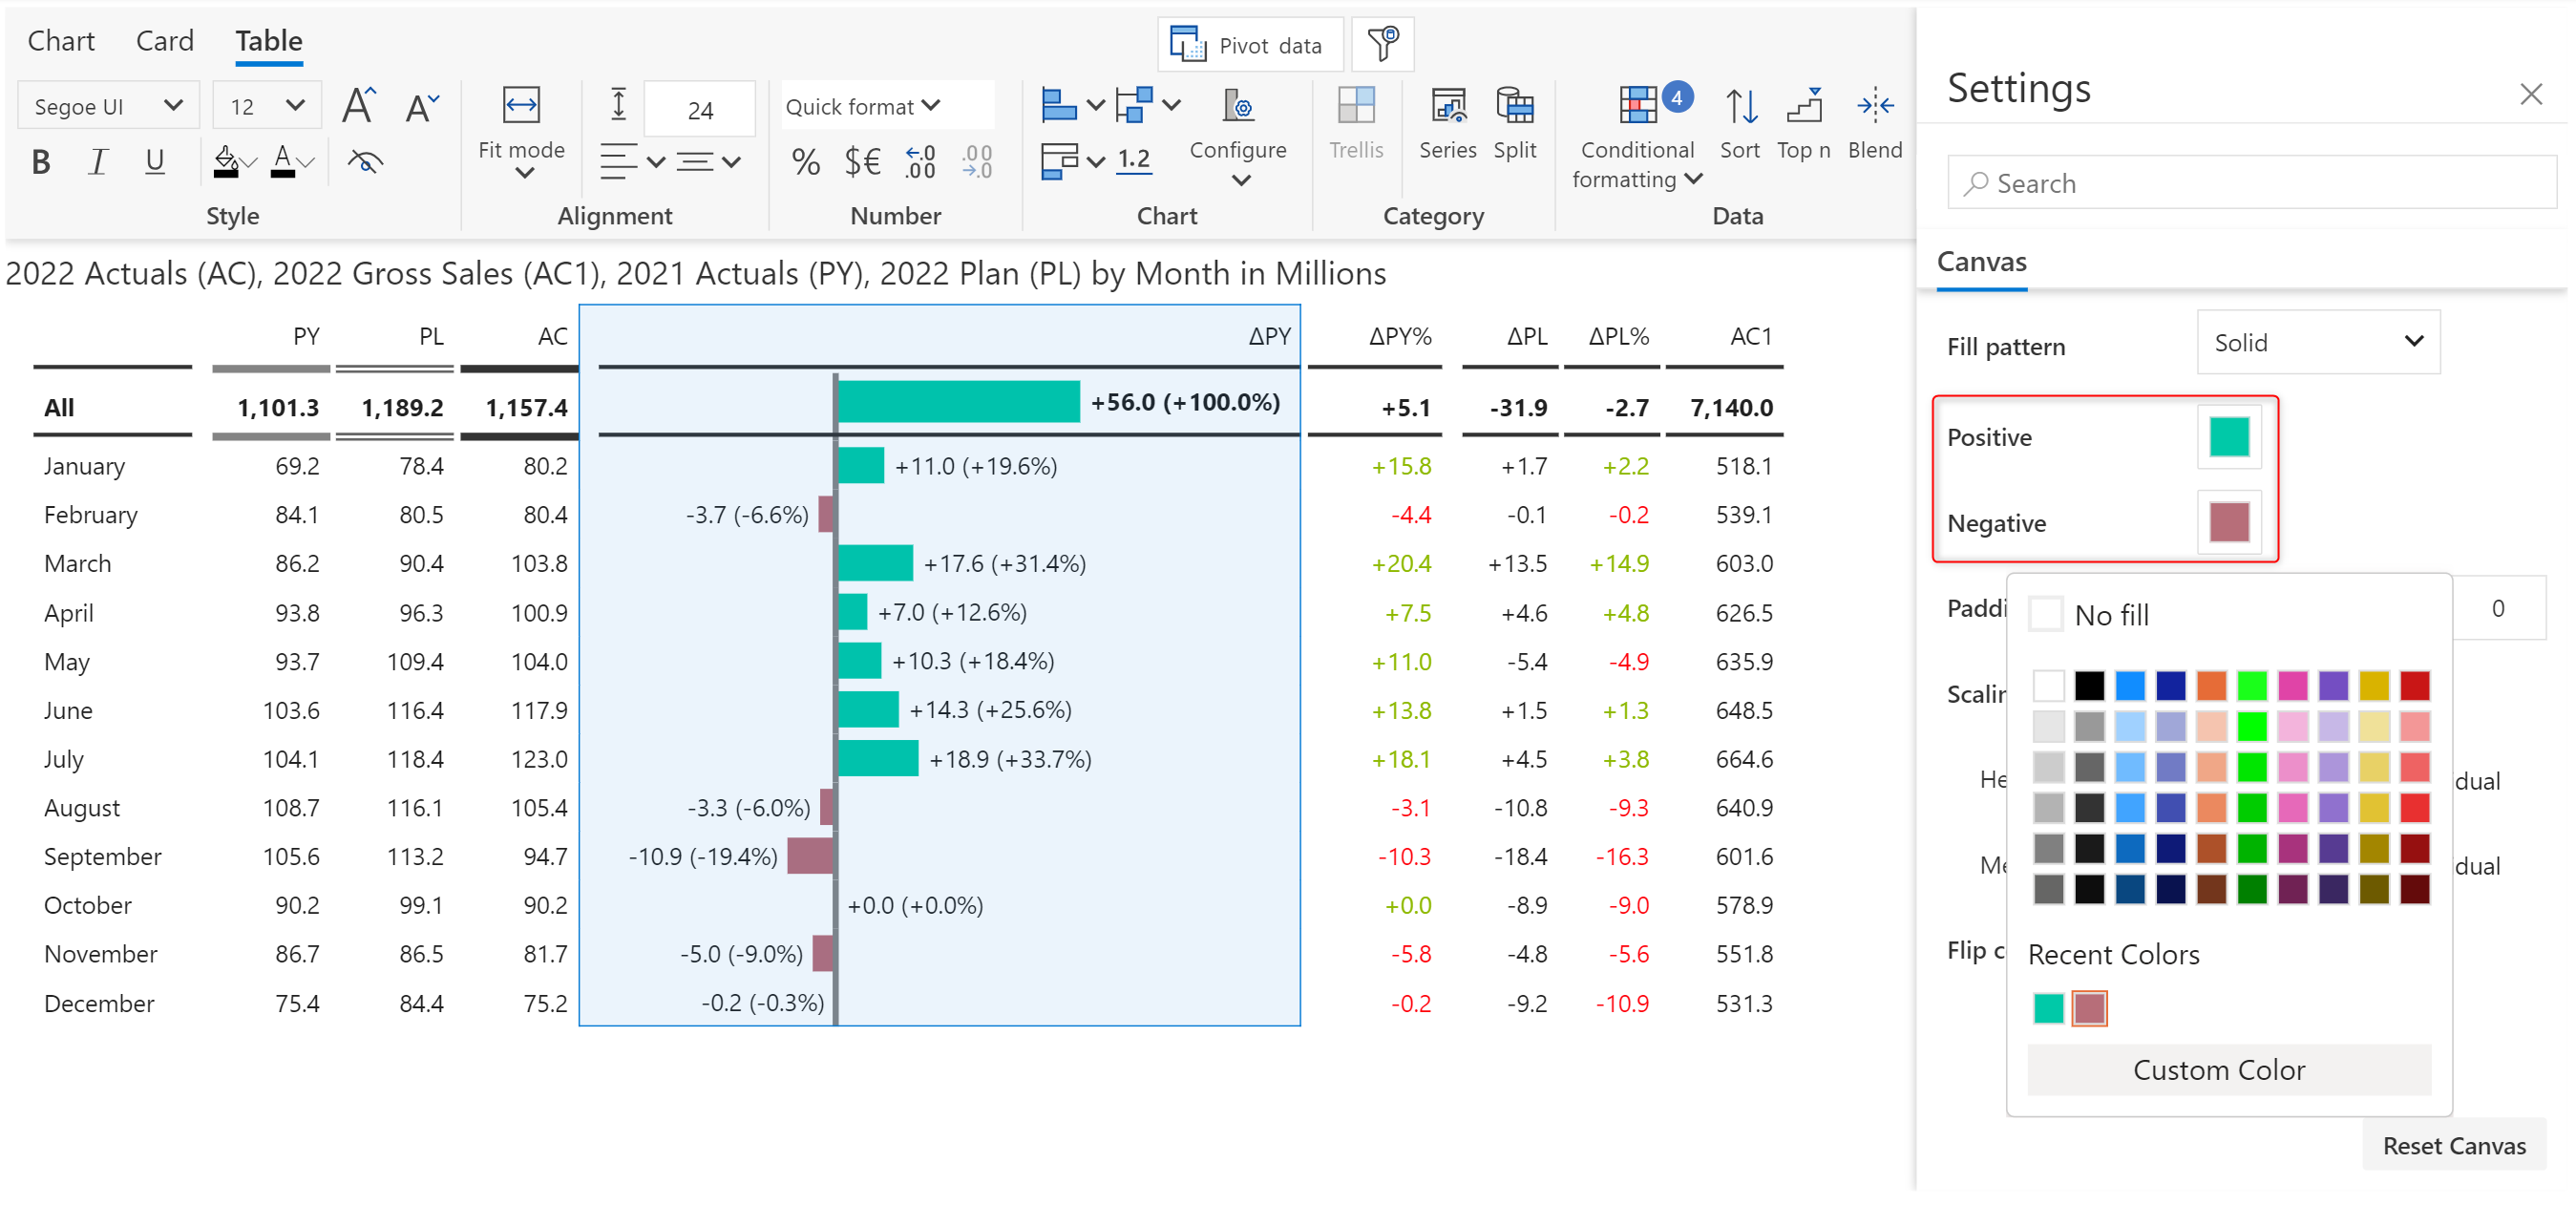 Chart Card Table
Pivot data
Segoe UI 12 A A
24
Quick format
B I U A
Fit mode
% $€ .0 .00 .00 .0
1.2
Configure
Trellis Series Split
4
Conditional formatting
Sort Top n Blend
Style Alignment Number Chart Category Data
2022 Actuals (AC), 2022 Gross Sales (AC1), 2021 Actuals (PY), 2022 Plan (PL) by Month in Millions
PY PL AC ΔPY ΔPY% ΔPL ΔPL% AC1
All 1,101.3 1,189.2 1,157.4 +56.0 (+100.0%) +5.1 -31.9 -2.7 7,140.0
January 69.2 78.4 80.2 +11.0 (+19.6%) +15.8 +1.7 +2.2 518.1
February 84.1 80.5 80.4 -3.7 (-6.6%) -4.4 -0.1 -0.2 539.1
March 86.2 90.4 103.8 +17.6 (+31.4%) +20.4 +13.5 +14.9 603.0
April 93.8 96.3 100.9 +7.0 (+12.6%) +7.5 +4.6 +4.8 626.5
May 93.7 109.4 104.0 +10.3 (+18.4%) +11.0 -5.4 -4.9 635.9
June 103.6 116.4 117.9 +14.3 (+25.6%) +13.8 +1.5 +1.3 648.5
July 104.1 118.4 123.0 +18.9 (+33.7%) +18.1 +4.5 +3.8 664.6
August 108.7 116.1 105.4 -3.3 (-6.0%) -3.1 -10.8 -9.3 640.9
September 105.6 113.2 94.7 -10.9 (-19.4%) -10.3 -18.4 -16.3 601.6
October 90.2 99.1 90.2 +0.0 (+0.0%) +0.0 -8.9 -9.0 578.9
November 86.7 86.5 81.7 -5.0 (-9.0%) -5.8 -4.8 -5.6 551.8
December 75.4 84.4 75.2 -0.2 (-0.3%) -0.2 -9.2 -10.9 531.3
Settings
Search
Canvas
Fill pattern Solid
Positive
Negative
Paddi 0
No fill
Scalin
He dual
Me dual
Flip c
Recent Colors
Custom Color
Reset Canvas